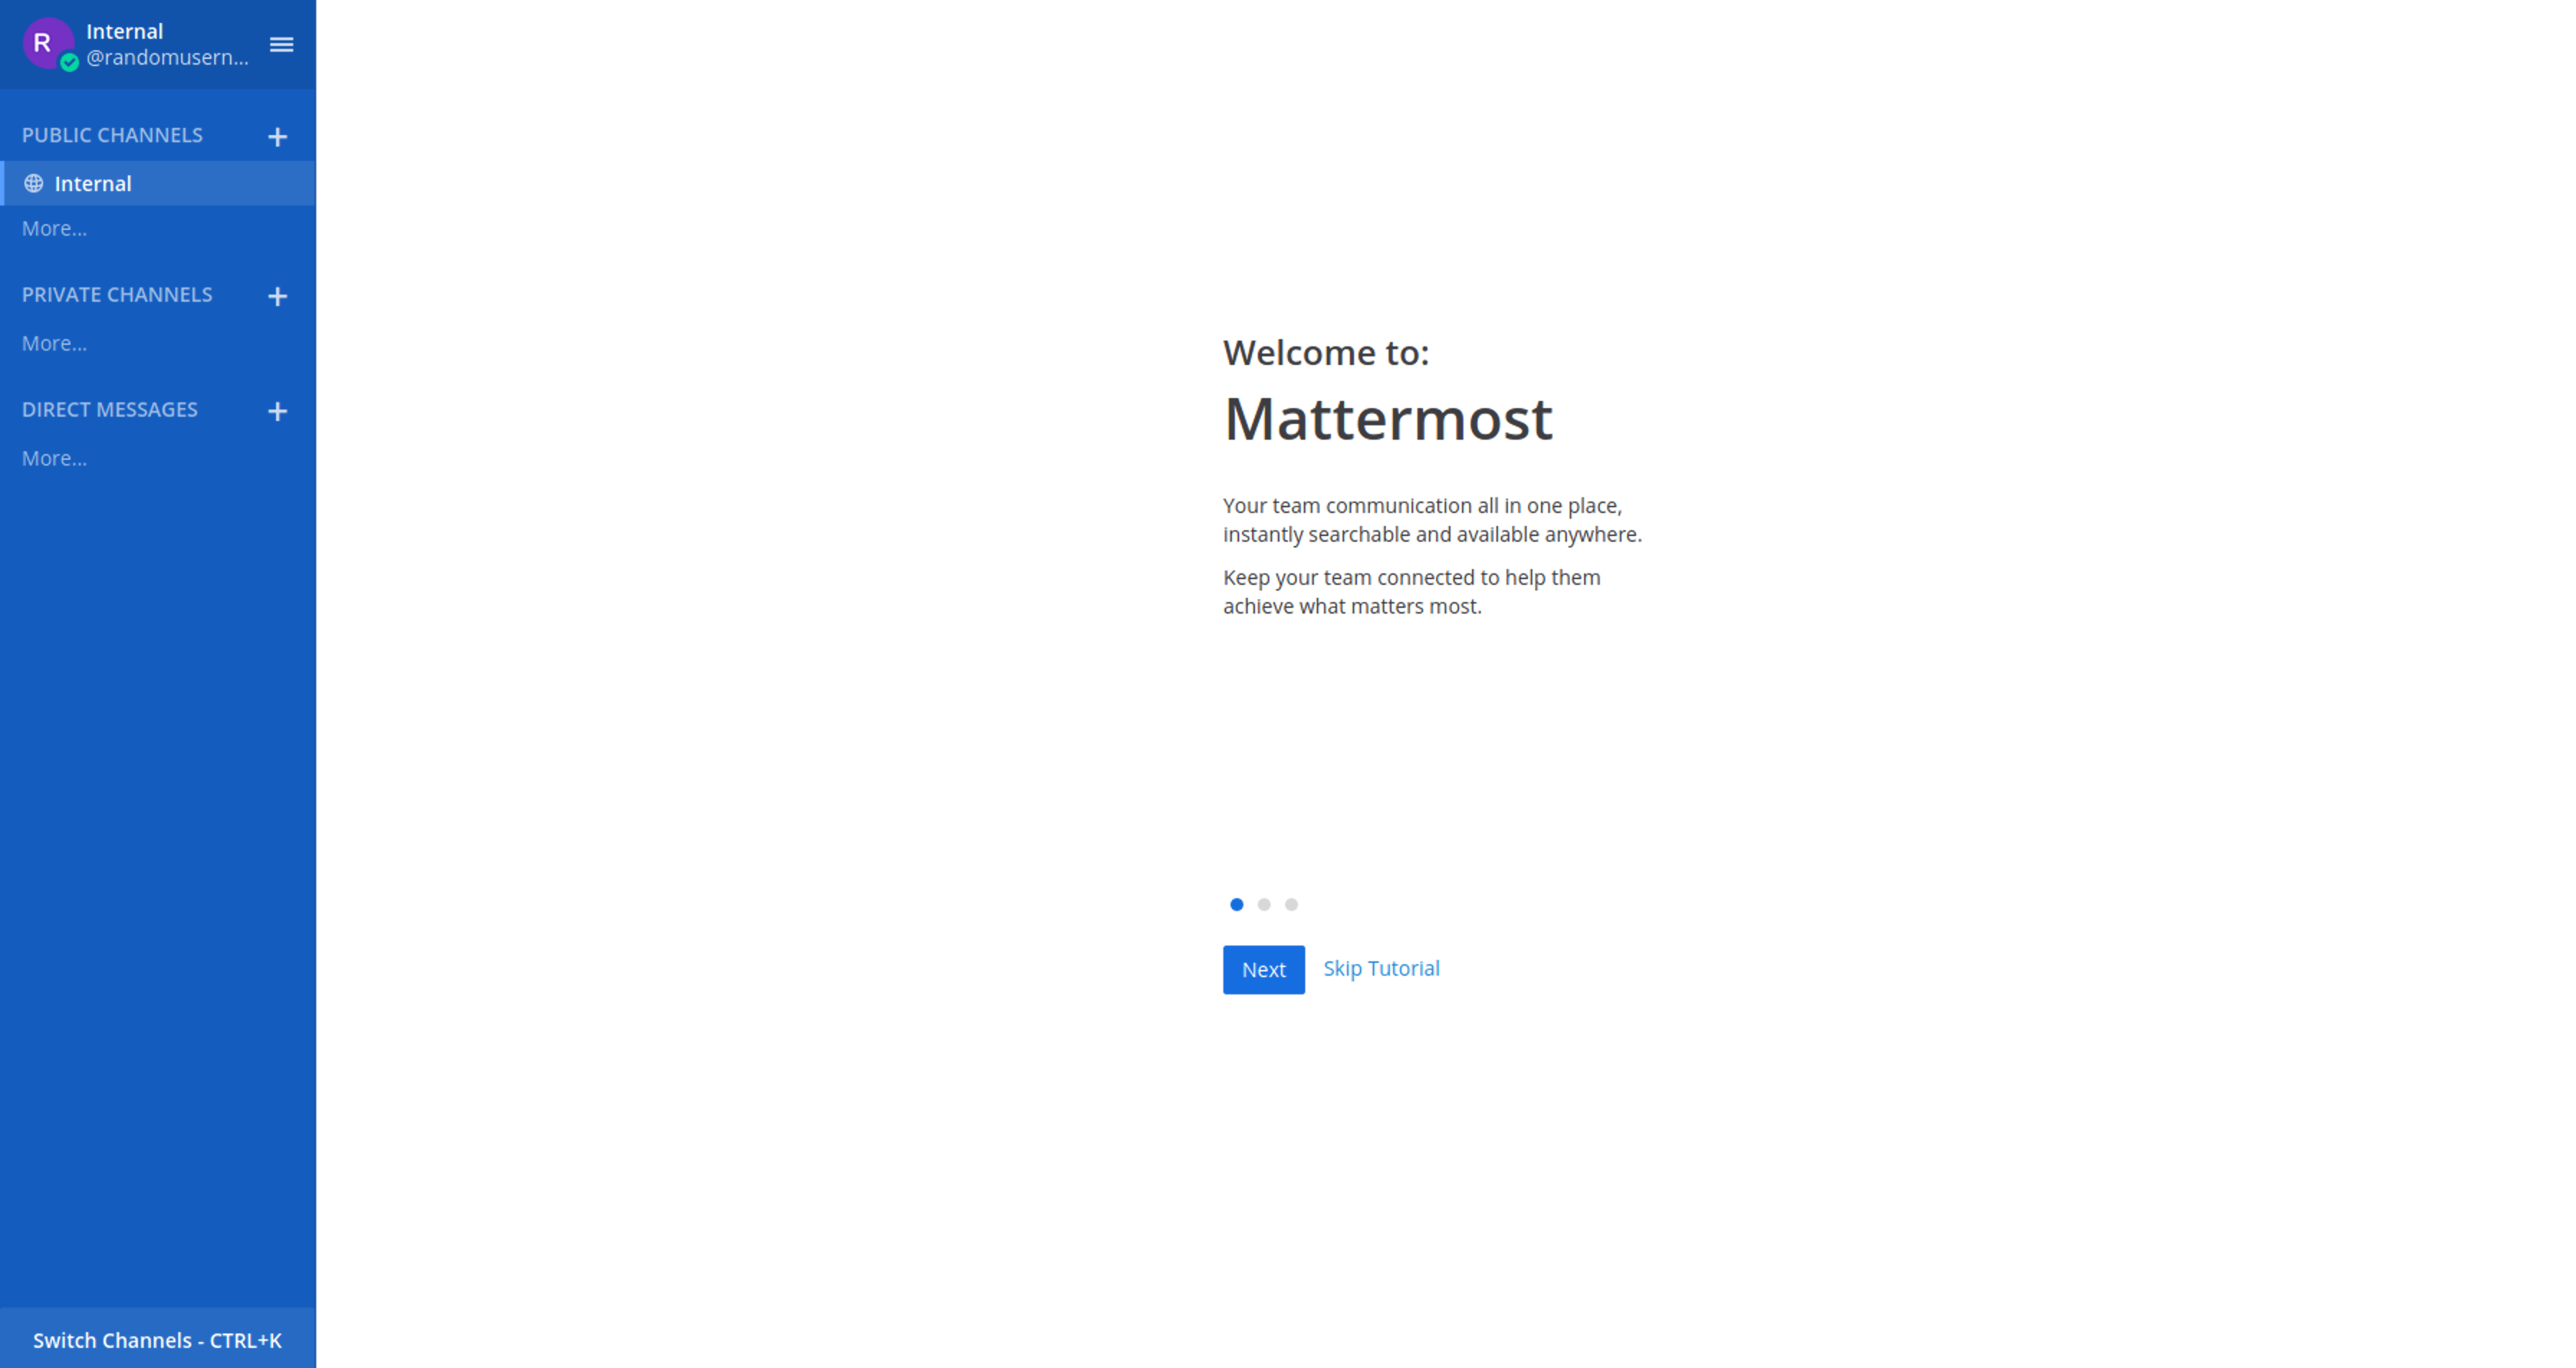 R
Internal
@randomusern...
PUBLIC CHANNELS
Internal
More...
PRIVATE CHANNELS
More...
DIRECT MESSAGES
More...
Switch Channels - CTRL+K
Welcome to:
Mattermost
Your team communication all in one place,
instantly searchable and available anywhere.
Keep your team connected to help them
achieve what matters most.
Next
Skip Tutorial